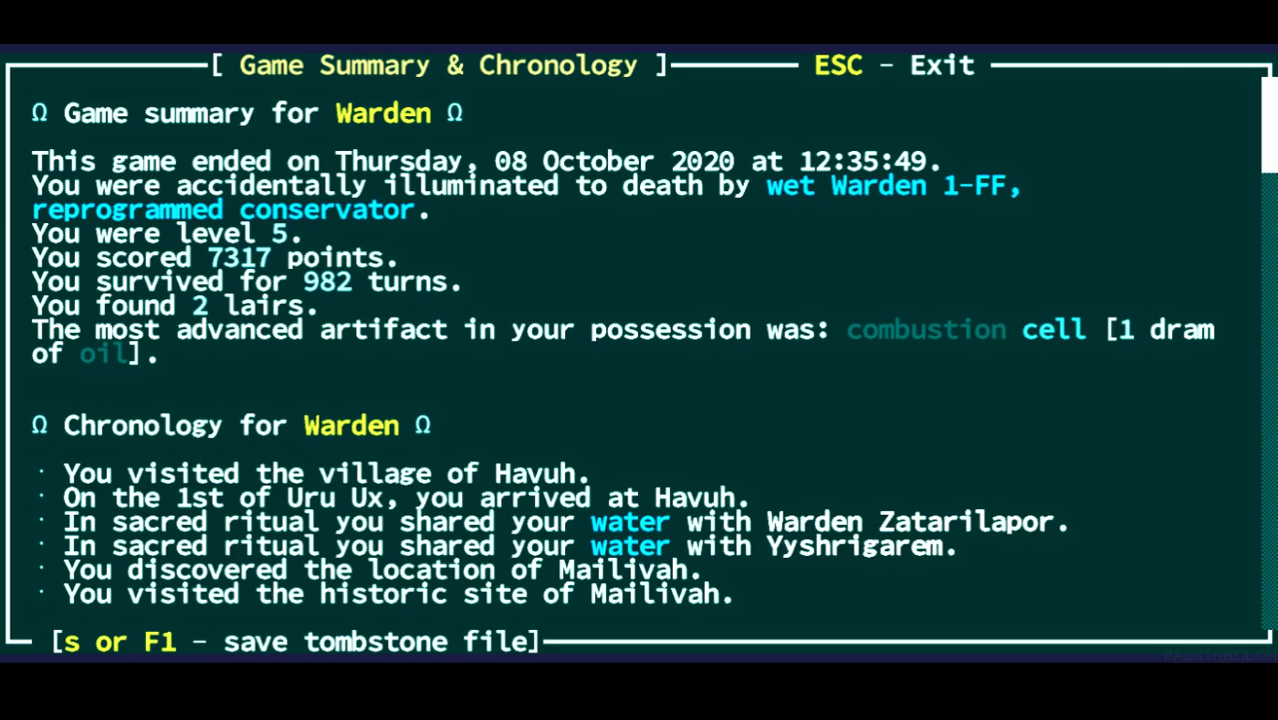 [ Game Summary & Chronology ] ESC - Exit
Ω Game summary for Warden Ω
This game ended on Thursday, 08 October 2020 at 12:35:49.
You were accidentally illuminated to death by wet Warden 1-FF,
reprogrammed conservator.
You were level 5.
You scored 7317 points.
You survived for 982 turns.
You found 2 lairs.
The most advanced artifact in your possession was: combustion cell [1 dram
of oil].
Ω Chronology for Warden Ω
· You visited the village of Havuh.
· On the 1st of Uru Ux, you arrived at Havuh.
· In sacred ritual you shared your water with Warden Zatarilapor.
· In sacred ritual you shared your water with Yyshrigarem.
· You discovered the location of Mailivah.
· You visited the historic site of Mailivah.
[s or F1 - save tombstone file]